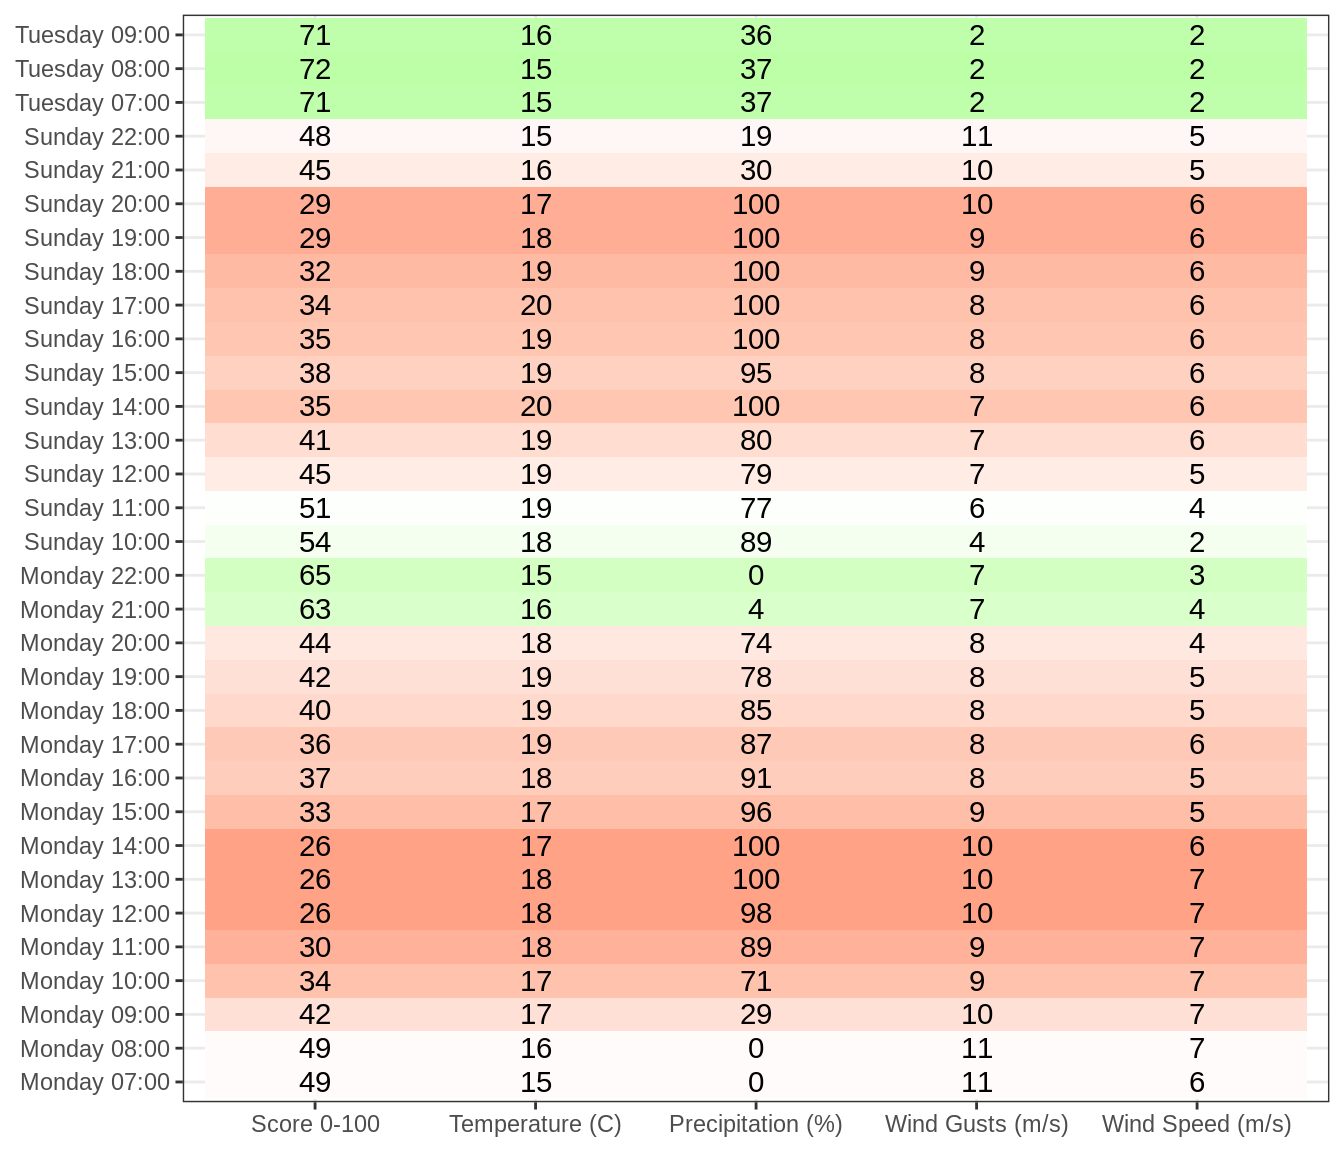 Tuesday 09:00 71 16 36 2 2
Tuesday 08:00 72 15 37 2 2
Tuesday 07:00 71 15 37 2 2
Sunday 22:00 48 15 19 11 5
Sunday 21:00 45 16 30 10 5
Sunday 20:00 29 17 100 10 6
Sunday 19:00 29 18 100 9 6
Sunday 18:00 32 19 100 9 6
Sunday 17:00 34 20 100 8 6
Sunday 16:00 35 19 100 8 6
Sunday 15:00 38 19 95 8 6
Sunday 14:00 35 20 100 7 6
Sunday 13:00 41 19 80 7 6
Sunday 12:00 45 19 79 7 5
Sunday 11:00 51 19 77 6 4
Sunday 10:00 54 18 89 4 2
Monday 22:00 65 15 0 7 3
Monday 21:00 63 16 4 7 4
Monday 20:00 44 18 74 8 4
Monday 19:00 42 19 78 8 5
Monday 18:00 40 19 85 8 5
Monday 17:00 36 19 87 8 6
Monday 16:00 37 18 91 8 5
Monday 15:00 33 17 96 9 5
Monday 14:00 26 17 100 10 6
Monday 13:00 26 18 100 10 7
Monday 12:00 26 18 98 10 7
Monday 11:00 30 18 89 9 7
Monday 10:00 34 17 71 9 7
Monday 09:00 42 17 29 10 7
Monday 08:00 49 16 0 11 7
Monday 07:00 49 15 0 11 6
Score 0-100 Temperature (C) Precipitation (%) Wind Gusts (m/s) Wind Speed (m/s)